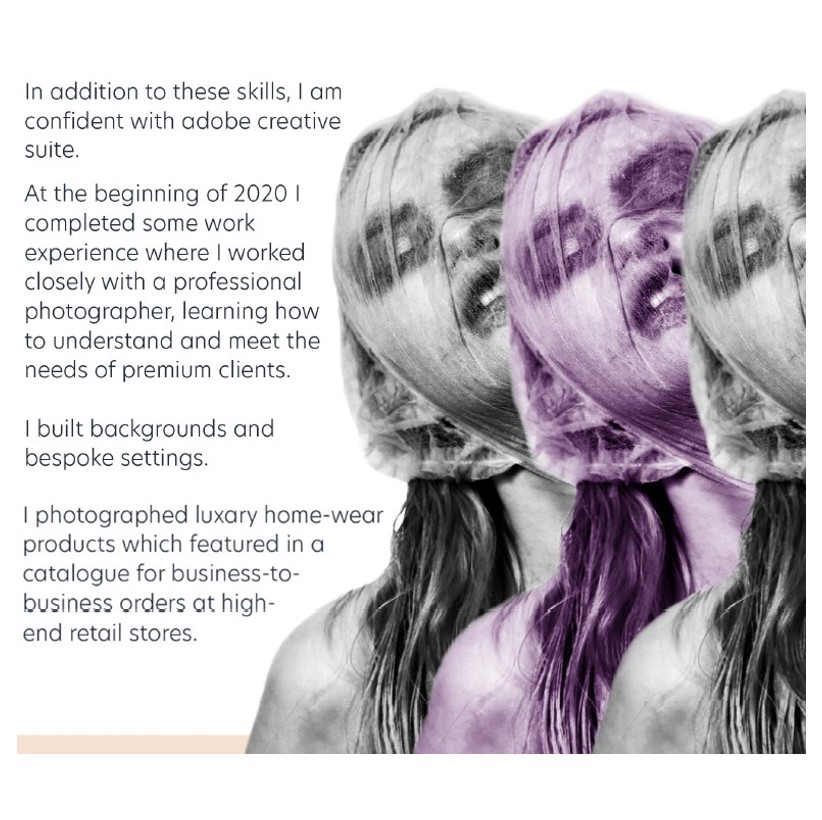 In addition to these skills, I am
confident with adobe creative
suite.
At the beginning of 2020 I
completed some work
experience where I worked
closely with a professional
photographer, learning how
to understand and meet the
needs of premium clients.
I built backgrounds and
bespoke settings.
I photographed luxary home-wear
products which featured in a
catalogue for business-to-
business orders at high-
end retail stores.